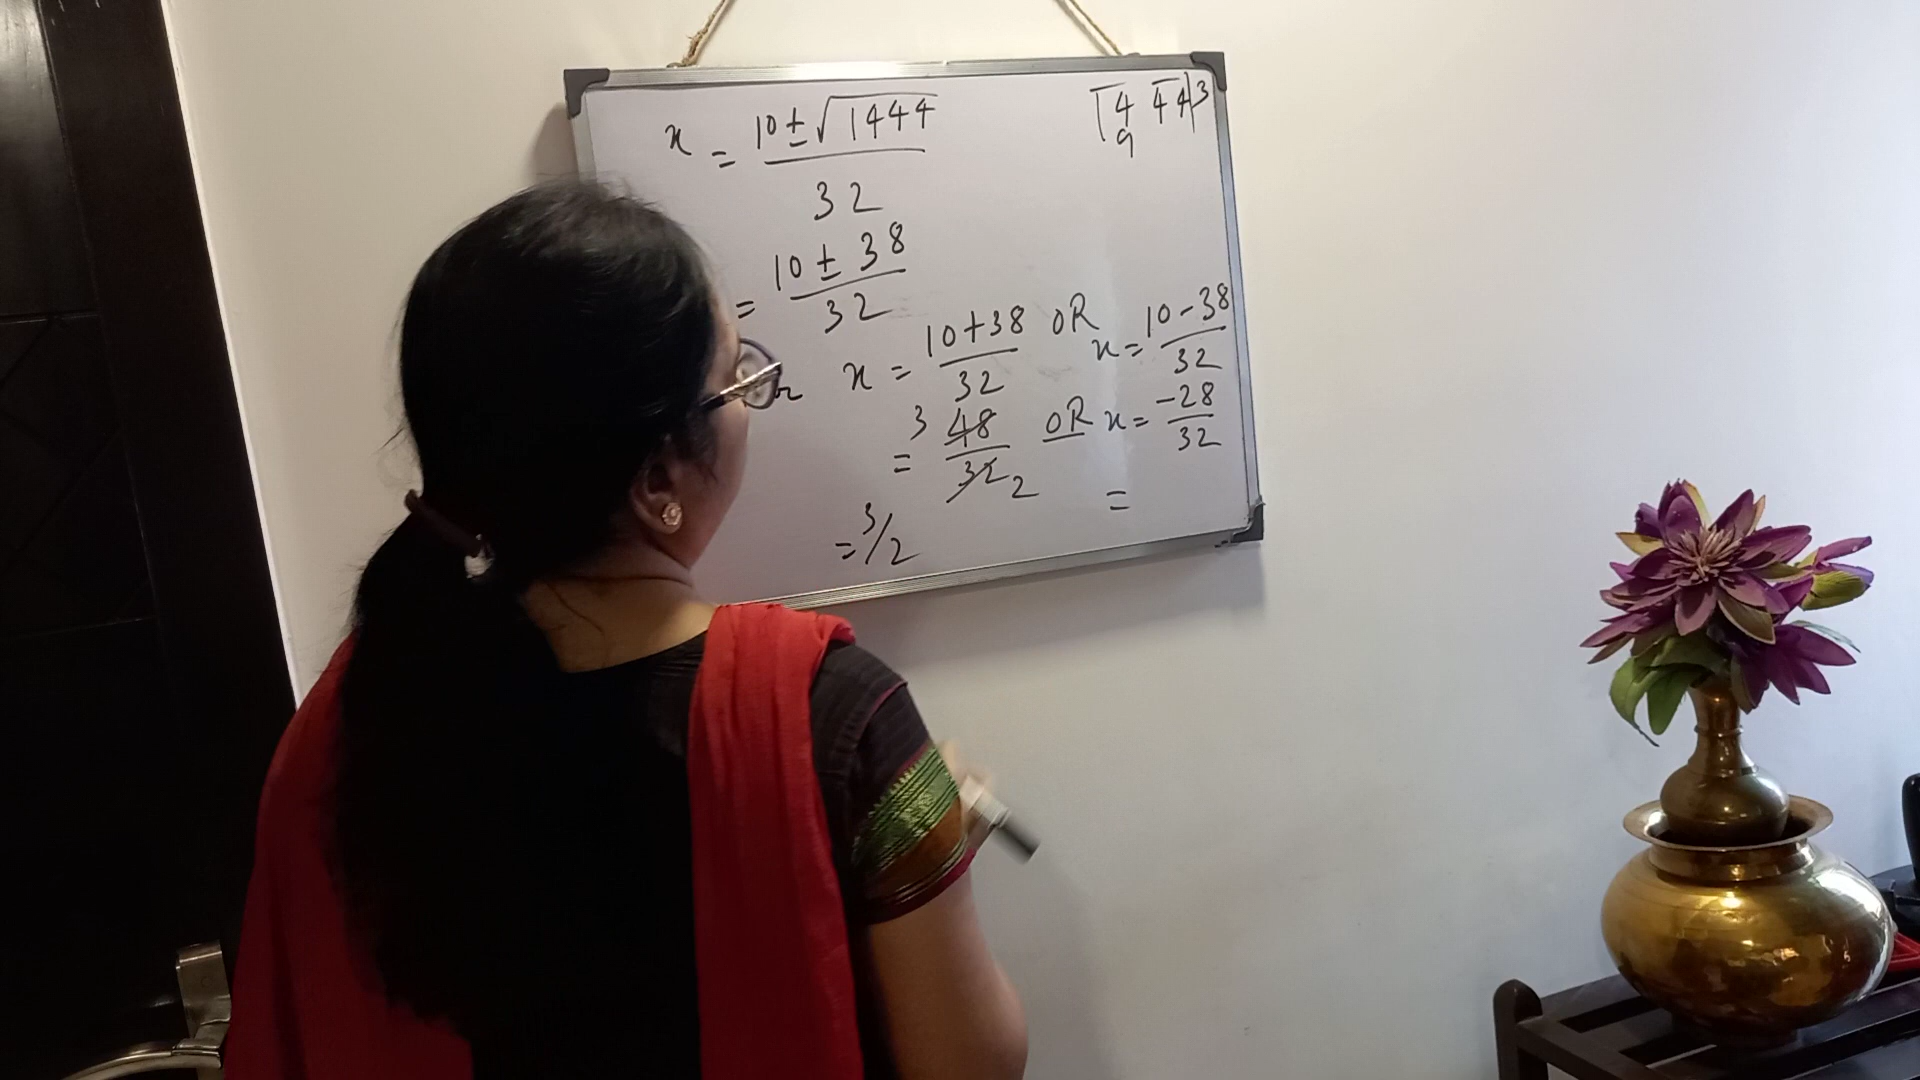 x = 10 ± √1444 / 32
14 44 3
9
= 10 ± 38 / 32
x = 10 + 38 / 32 OR x = 10 - 38 / 32
= 3 48 / 32 2 OR x = -28 / 32
= 3/2 =